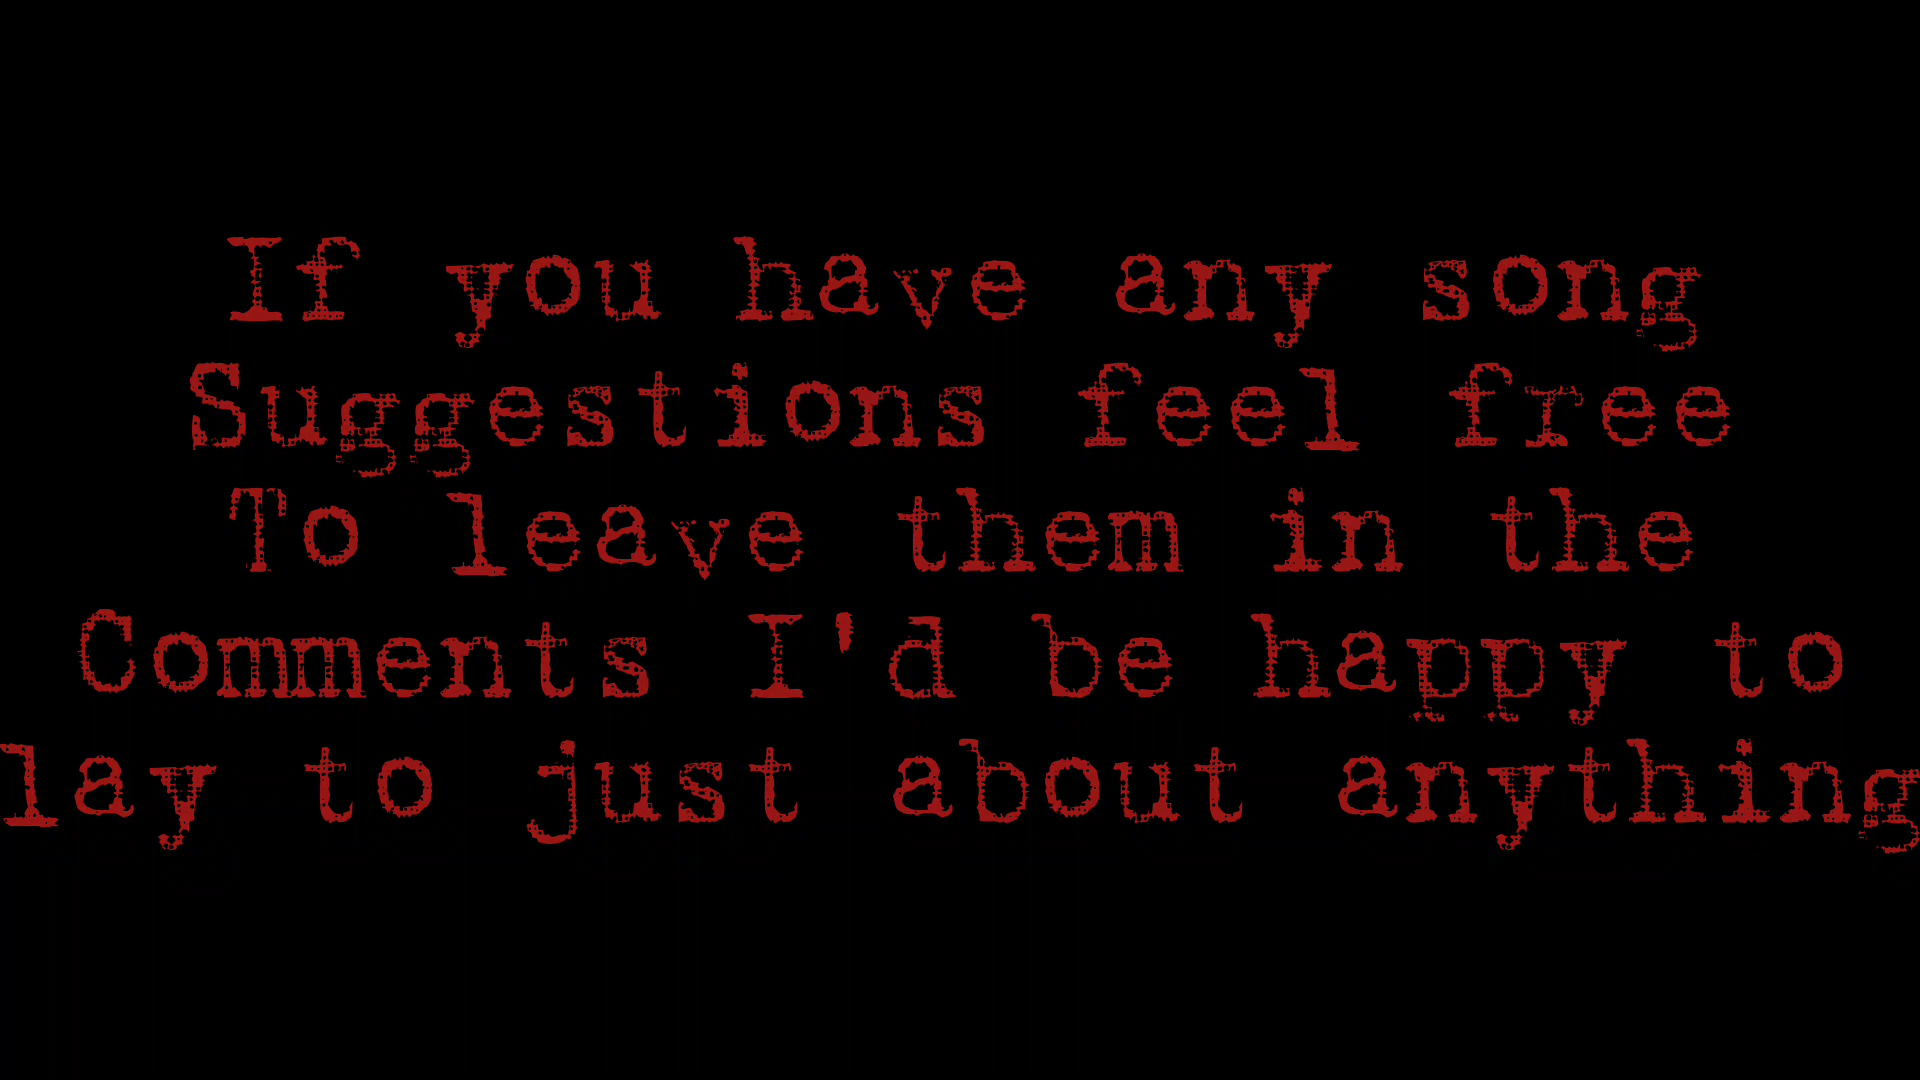 If you have any song
Suggestions feel free
To leave them in the
Comments I'd be happy to
lay to just about anything